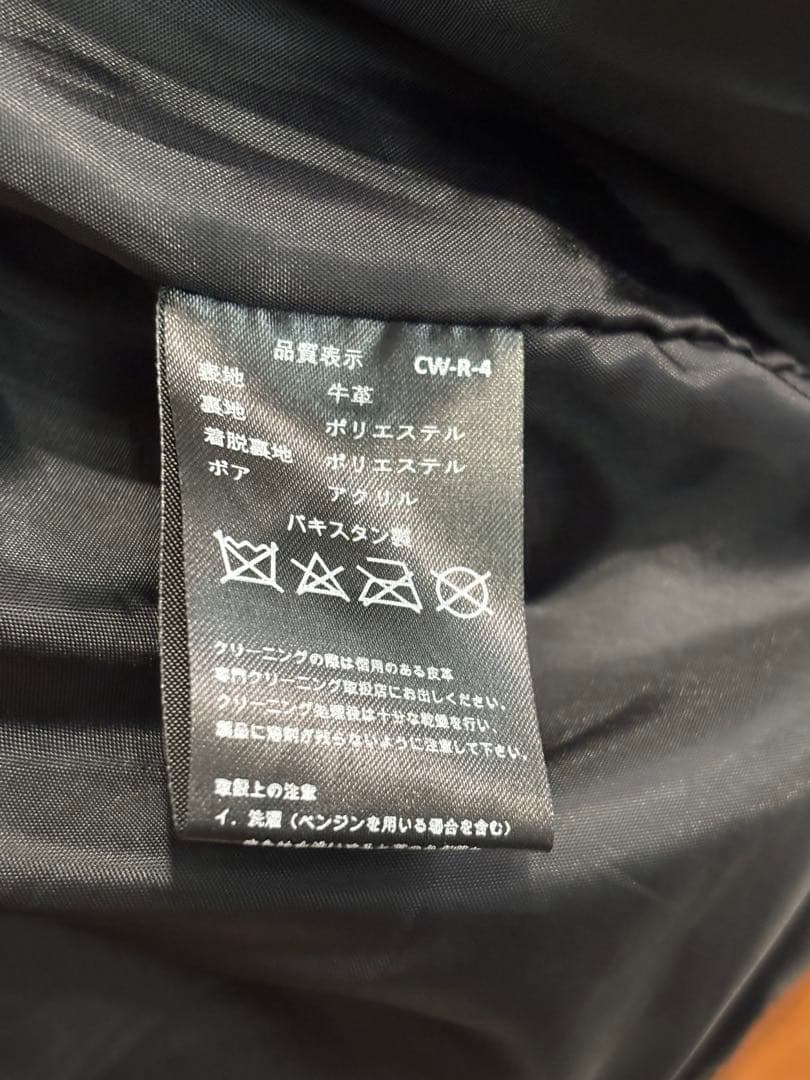 品質表示 CW-R-4
表地 牛革
裏地 ポリエステル
着脱裏地 ポリエステル
ボア アクリル
パキスタン製
クリーニングの際は信用のある皮革
専門クリーニング取扱店にお出しください。
クリーニング処理後は十分な乾燥を行い、
製品に溶剤が残らないように注意して下さい。
取扱上の注意
イ. 洗濯(ベンジンを用いる場合を含む)